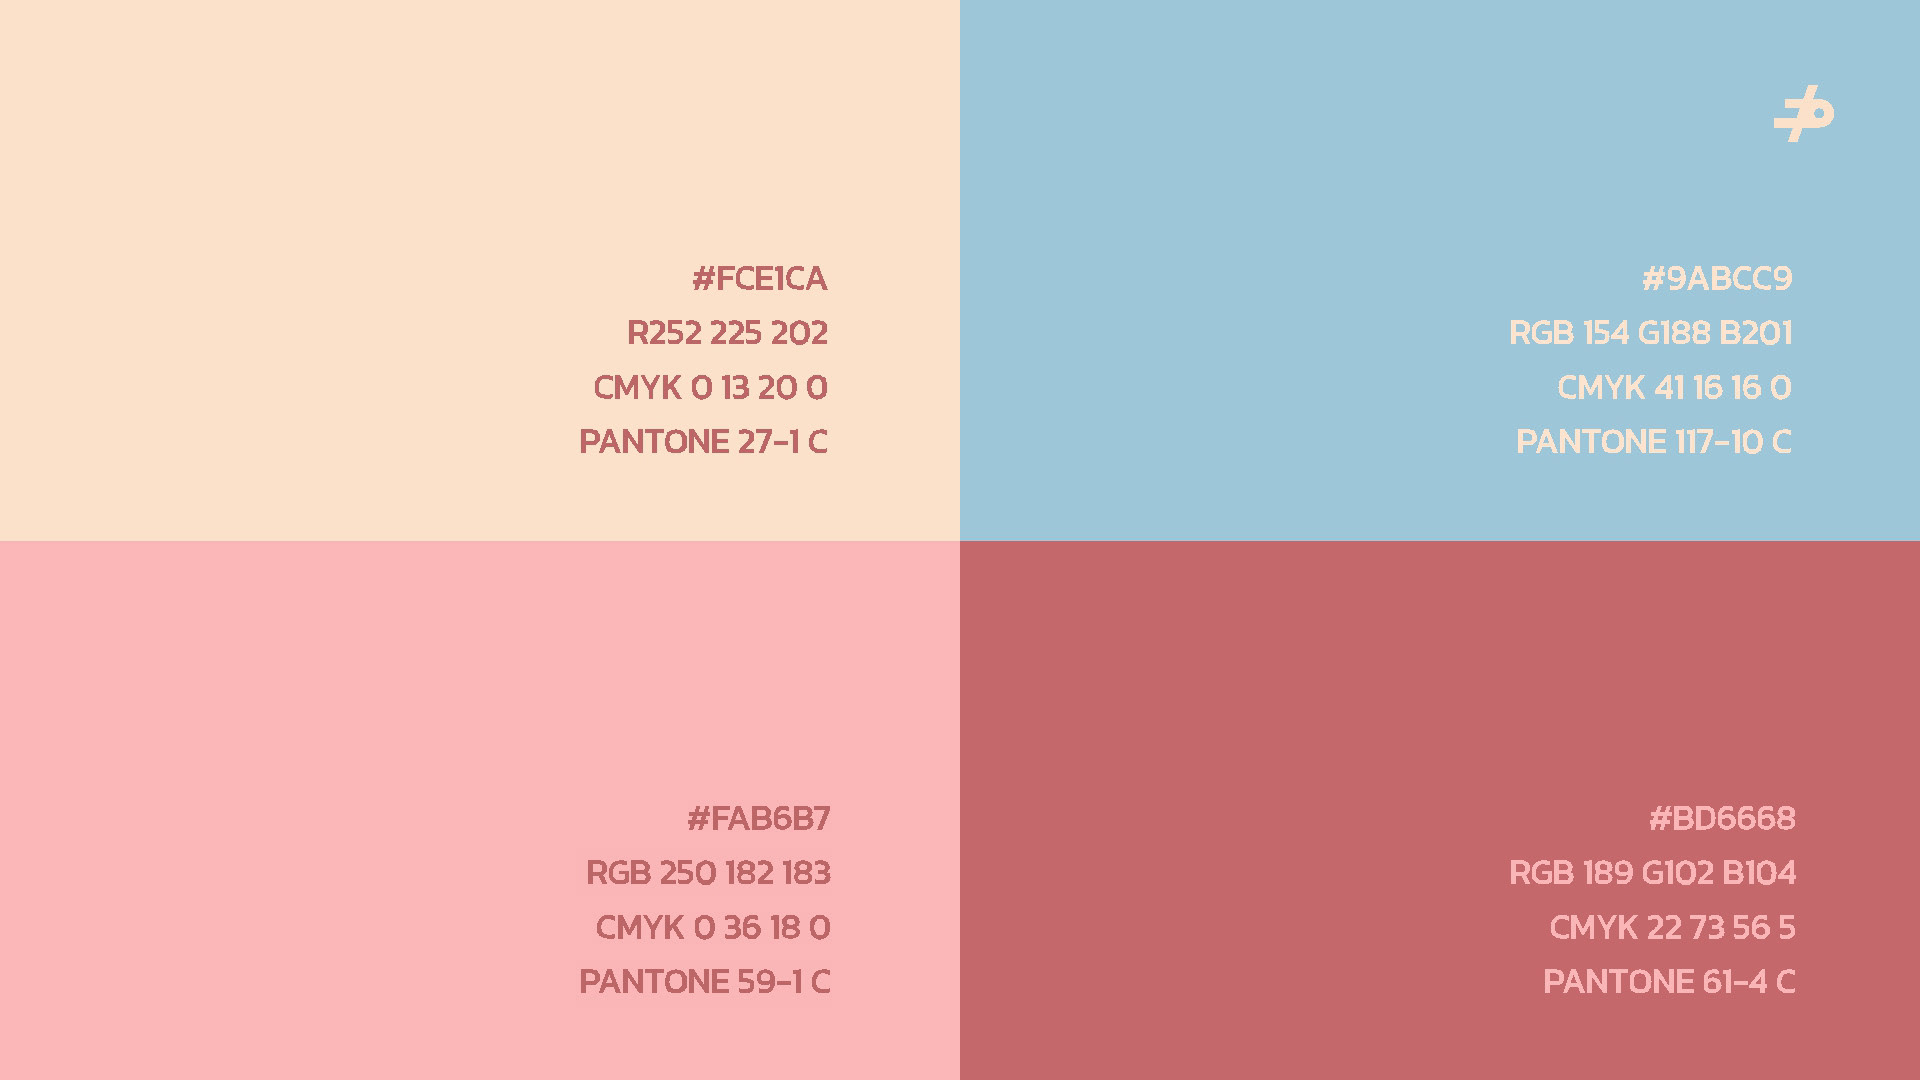 #FCE1CA
R252 225 202
CMYK 0 13 20 0
PANTONE 27-1 C
#9ABCC9
RGB 154 G188 B201
CMYK 41 16 16 0
PANTONE 117-10 C
#FAB6B7
RGB 250 182 183
CMYK 0 36 18 0
PANTONE 59-1 C
#BD6668
RGB 189 G102 B104
CMYK 22 73 56 5
PANTONE 61-4 C